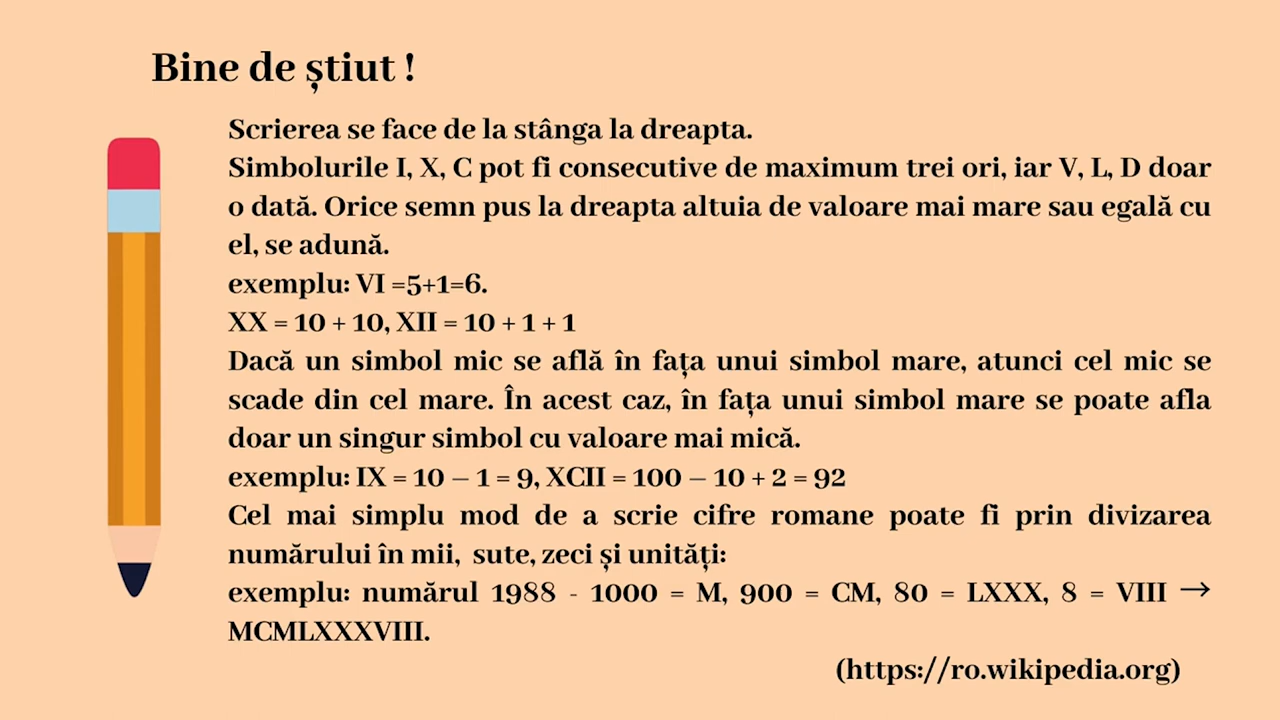 Bine de știut !
Scrierea se face de la stânga la dreapta.
Simbolurile I, X, C pot fi consecutive de maximum trei ori, iar V, L, D doar
o dată. Orice semn pus la dreapta altuia de valoare mai mare sau egală cu
el, se adună.
exemplu: VI =5+1=6.
XX = 10 + 10, XII = 10 + 1 + 1
Dacă un simbol mic se află în fața unui simbol mare, atunci cel mic se
scade din cel mare. În acest caz, în fața unui simbol mare se poate afla
doar un singur simbol cu valoare mai mică.
exemplu: IX = 10 – 1 = 9, XCII = 100 – 10 + 2 = 92
Cel mai simplu mod de a scrie cifre romane poate fi prin divizarea
numărului în mii, sute, zeci și unități:
exemplu: numărul 1988 - 1000 = M, 900 = CM, 80 = LXXX, 8 = VIII →
MCMLXXXVIII.
(https://ro.wikipedia.org)